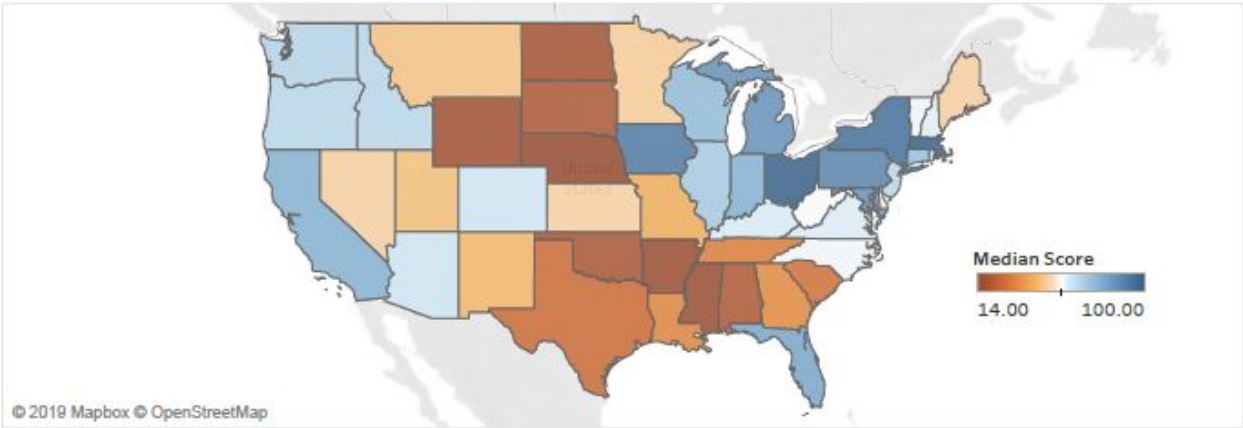 United
States
Median Score
14.00 100.00
© 2019 Mapbox © OpenStreetMap